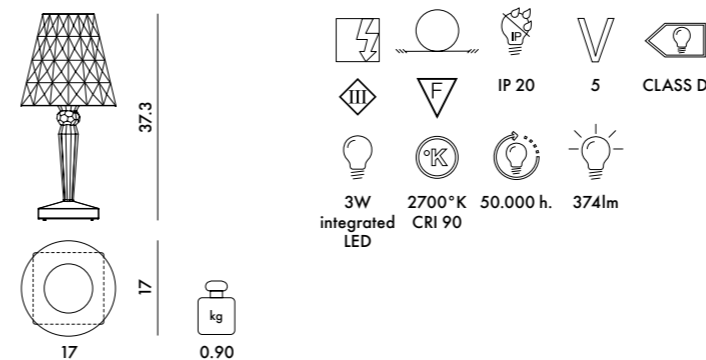 37.3
17
17
kg
0.90
IP
IP 20
V
5
CLASS D
III
F
3W
integrated
LED
°K
2700°K
CRI 90
50.000 h.
374lm